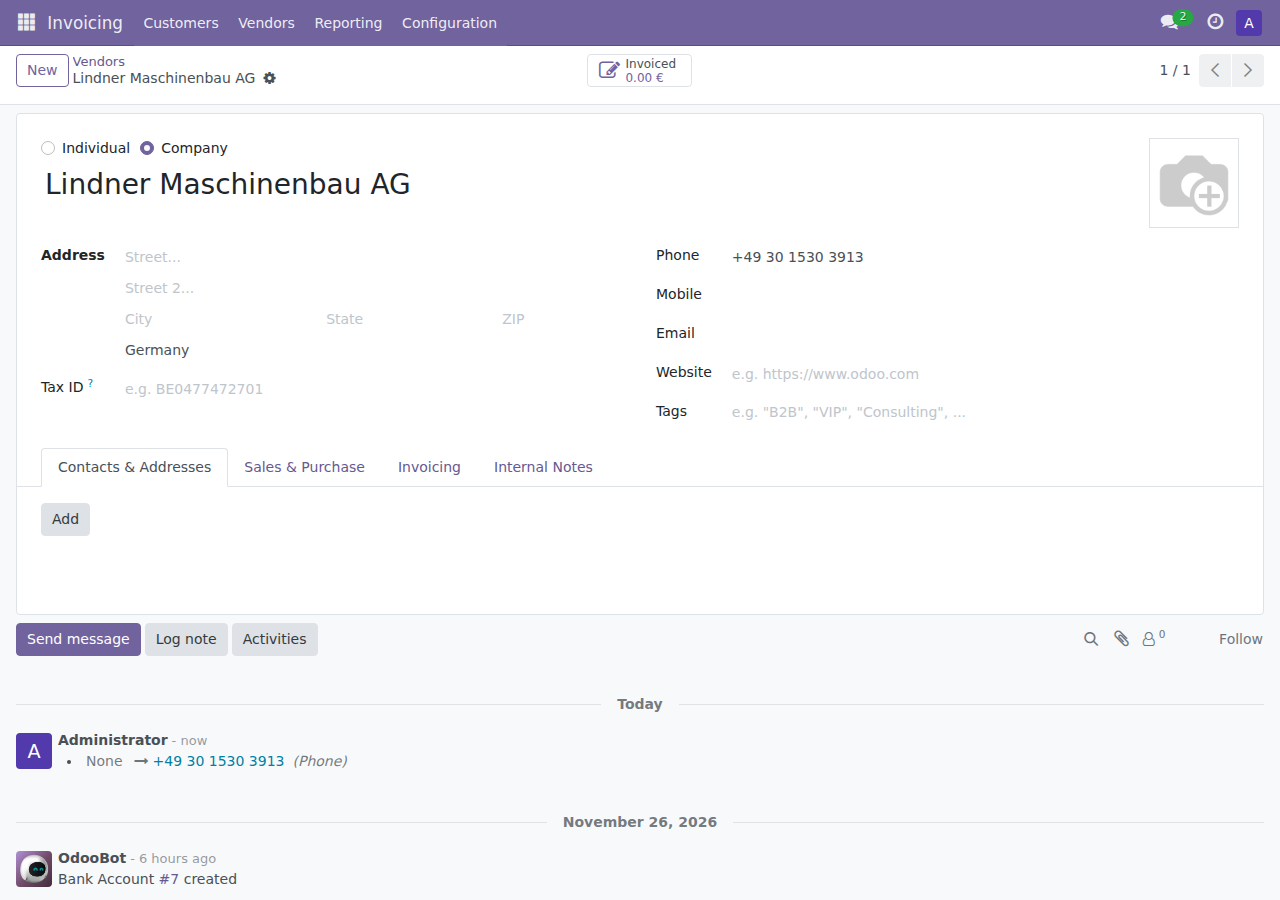 Invoicing Customers Vendors Reporting Configuration 2 A
New Vendors
Lindner Maschinenbau AG
Invoiced
0.00 €
1 / 1
Individual Company
Lindner Maschinenbau AG
Address Street...
Street 2...
City State ZIP
Germany
Tax ID ? e.g. BE0477472701
Phone +49 30 1530 3913
Mobile
Email
Website e.g. https://www.odoo.com
Tags e.g. "B2B", "VIP", "Consulting", ...
Contacts & Addresses Sales & Purchase Invoicing Internal Notes
Add
Send message Log note Activities 0 Follow
Today
A
Administrator - now
• None → +49 30 1530 3913 (Phone)
November 26, 2026
OdooBot - 6 hours ago
Bank Account #7 created